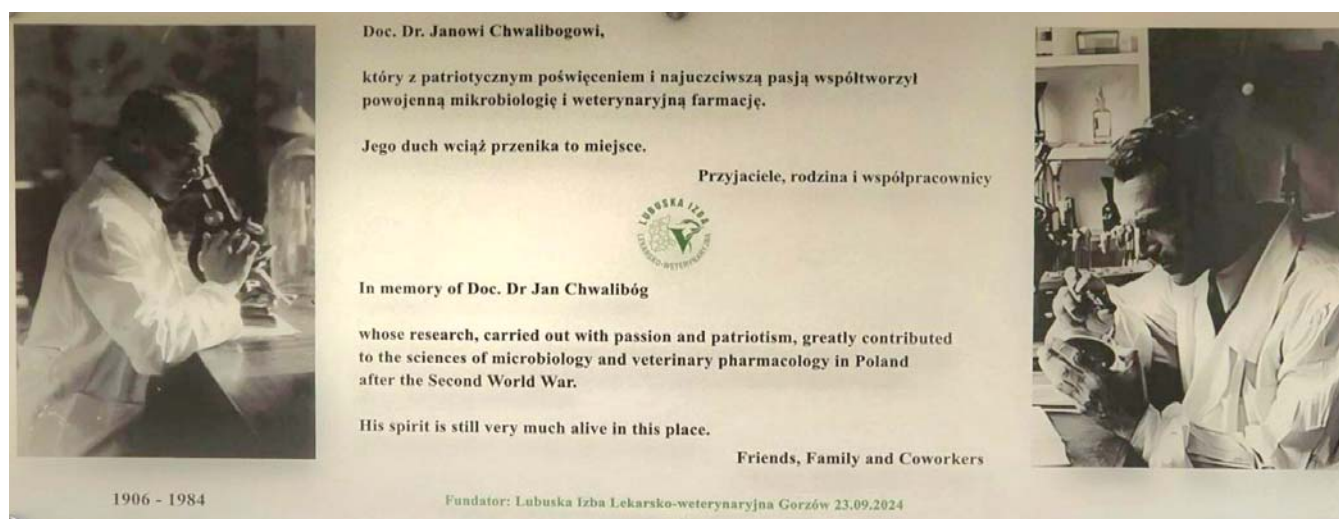 Doc. Dr. Janowi Chwalibogowi,
który z patriotycznym poświęceniem i najuczciwszą pasją współtworzył
powojenną mikrobiologię i weterynaryjną farmację.
Jego duch wciąż przenika to miejsce.
Przyjaciele, rodzina i współpracownicy
LUBUSKA IZBA
LEKARSKO-WETERYNARYJNA
In memory of Doc. Dr Jan Chwalibóg
whose research, carried out with passion and patriotism, greatly contributed
to the sciences of microbiology and veterinary pharmacology in Poland
after the Second World War.
His spirit is still very much alive in this place.
Friends, Family and Coworkers
1906 - 1984
Fundator: Lubuska Izba Lekarsko-weterynaryjna Gorzów 23.09.2024